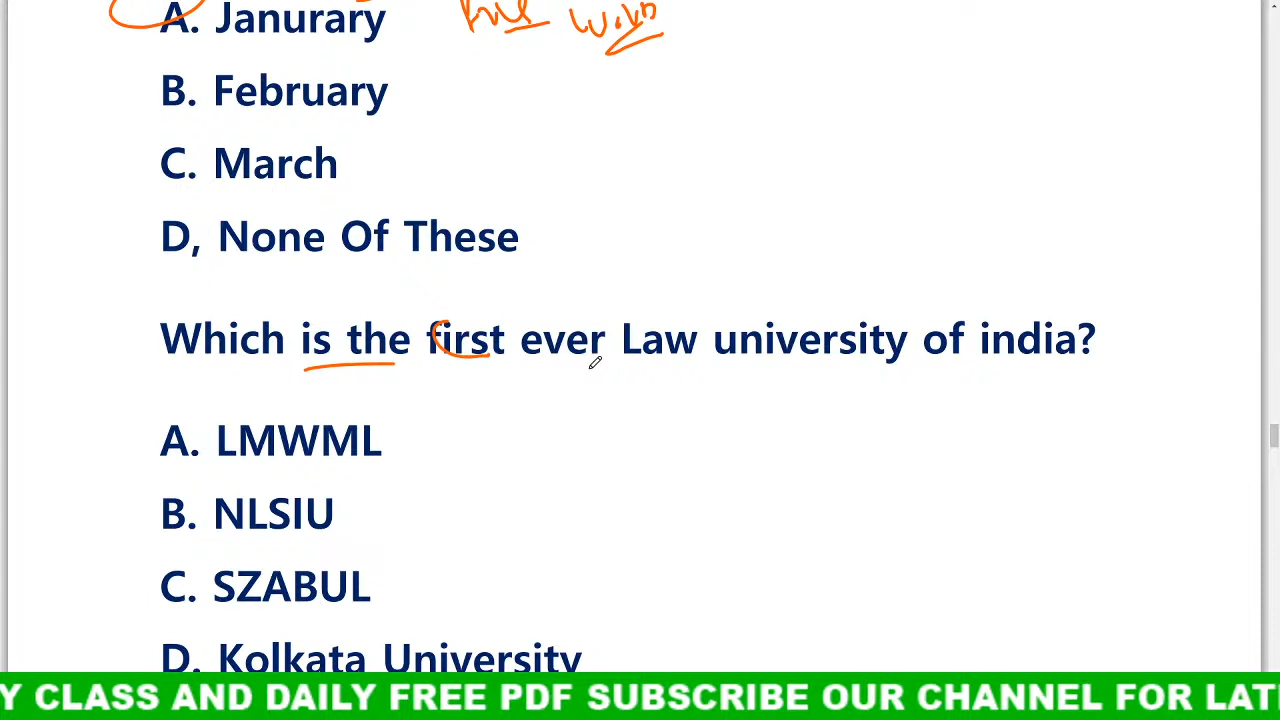 A. Janurary
B. February
C. March
D, None Of These
Which is the first ever Law university of india?
A. LMWML
B. NLSIU
C. SZABUL
D. Kolkata University
Y CLASS AND DAILY FREE PDF SUBSCRIBE OUR CHANNEL FOR LAT